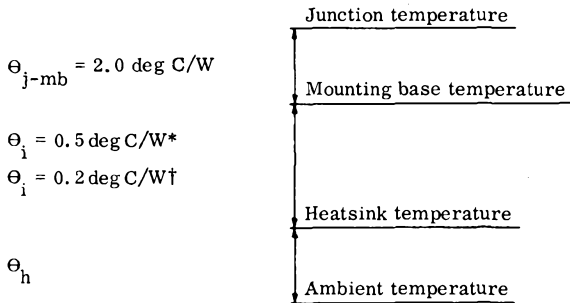 Junction temperature
Θj-mb = 2.0 deg C/W
Mounting base temperature
Θi = 0.5 deg C/W*
Θi = 0.2 deg C/W†
Heatsink temperature
Θh
Ambient temperature